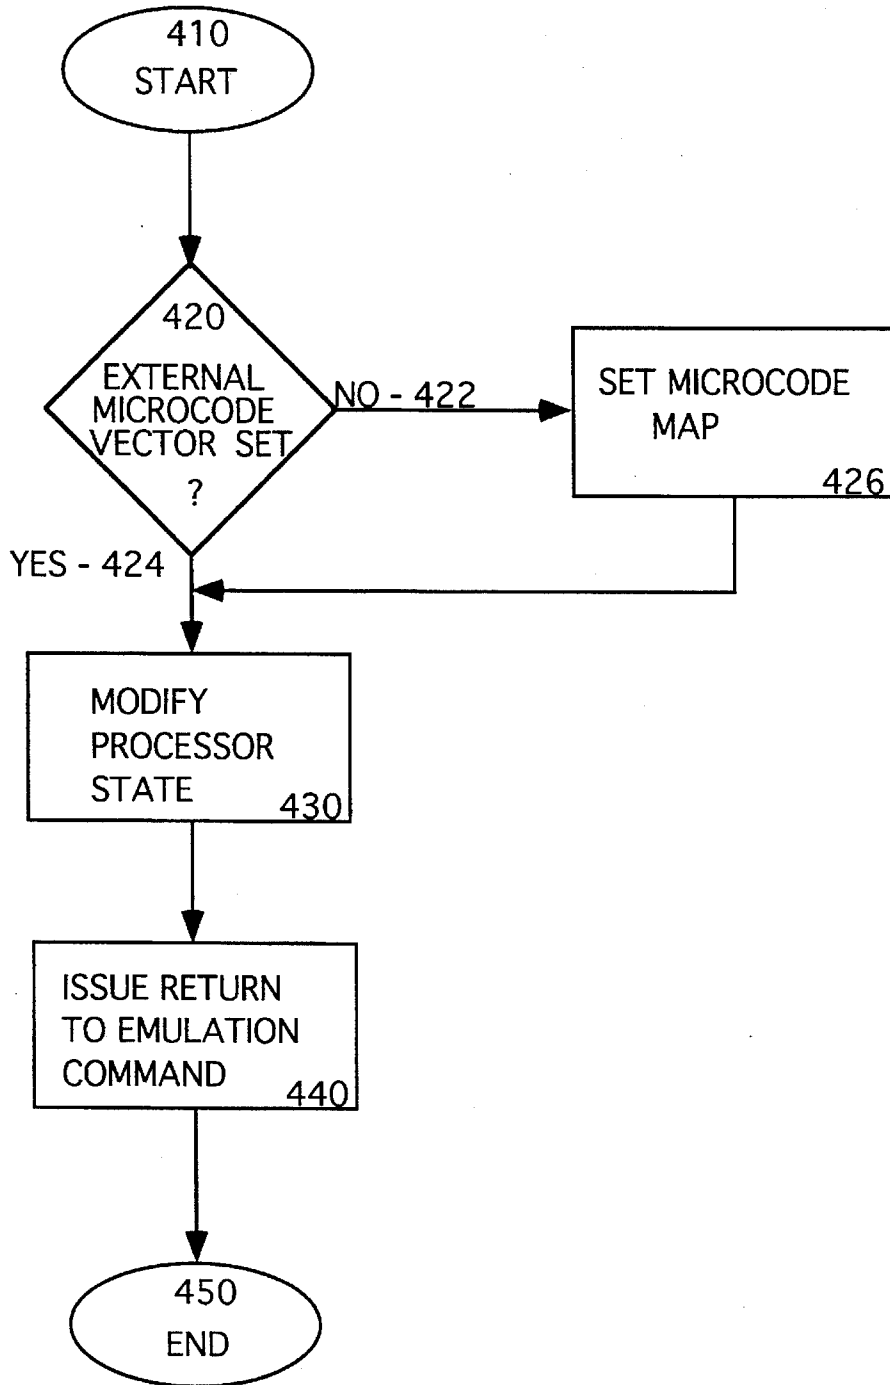 410
START
420
EXTERNAL
MICROCODE
VECTOR SET
?
NO - 422
SET MICROCODE
MAP
426
YES - 424
MODIFY
PROCESSOR
STATE
430
ISSUE RETURN
TO EMULATION
COMMAND
440
450
END